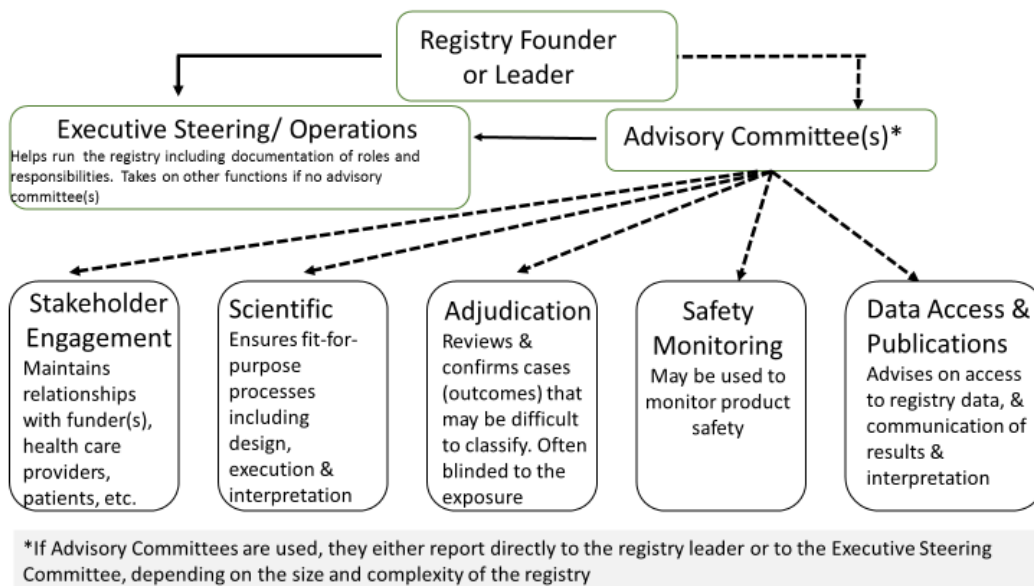 Registry Founder
or Leader
Executive Steering/ Operations
Helps run the registry including documentation of roles and
responsibilities. Takes on other functions if no advisory
committee(s)
Advisory Committee(s)*
Stakeholder
Engagement
Maintains
relationships
with funder(s),
health care
providers,
patients, etc.
Scientific
Ensures fit-for-
purpose
processes
including
design,
execution &
interpretation
Adjudication
Reviews &
confirms cases
(outcomes) that
may be difficult
to classify. Often
blinded to the
exposure
Safety
Monitoring
May be used to
monitor product
safety
Data Access &
Publications
Advises on access
to registry data, &
communication of
results &
interpretation
*If Advisory Committees are used, they either report directly to the registry leader or to the Executive Steering
Committee, depending on the size and complexity of the registry